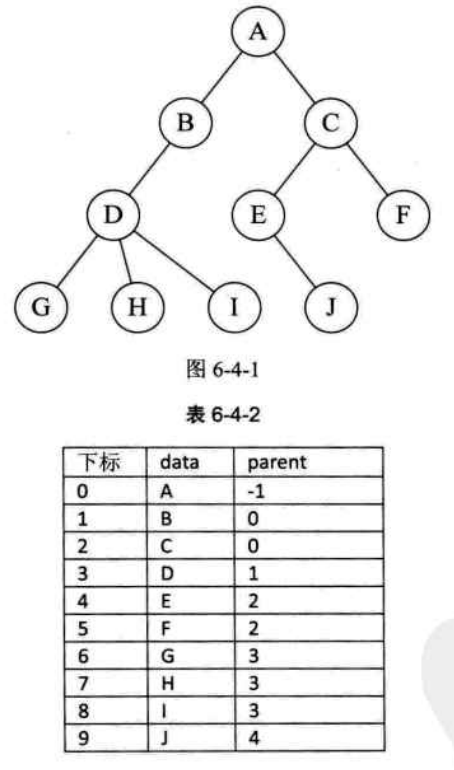 A
B C
D E F
G H I J
图 6-4-1
表 6-4-2
下标 data parent
0 A -1
1 B 0
2 C 0
3 D 1
4 E 2
5 F 2
6 G 3
7 H 3
8 I 3
9 J 4